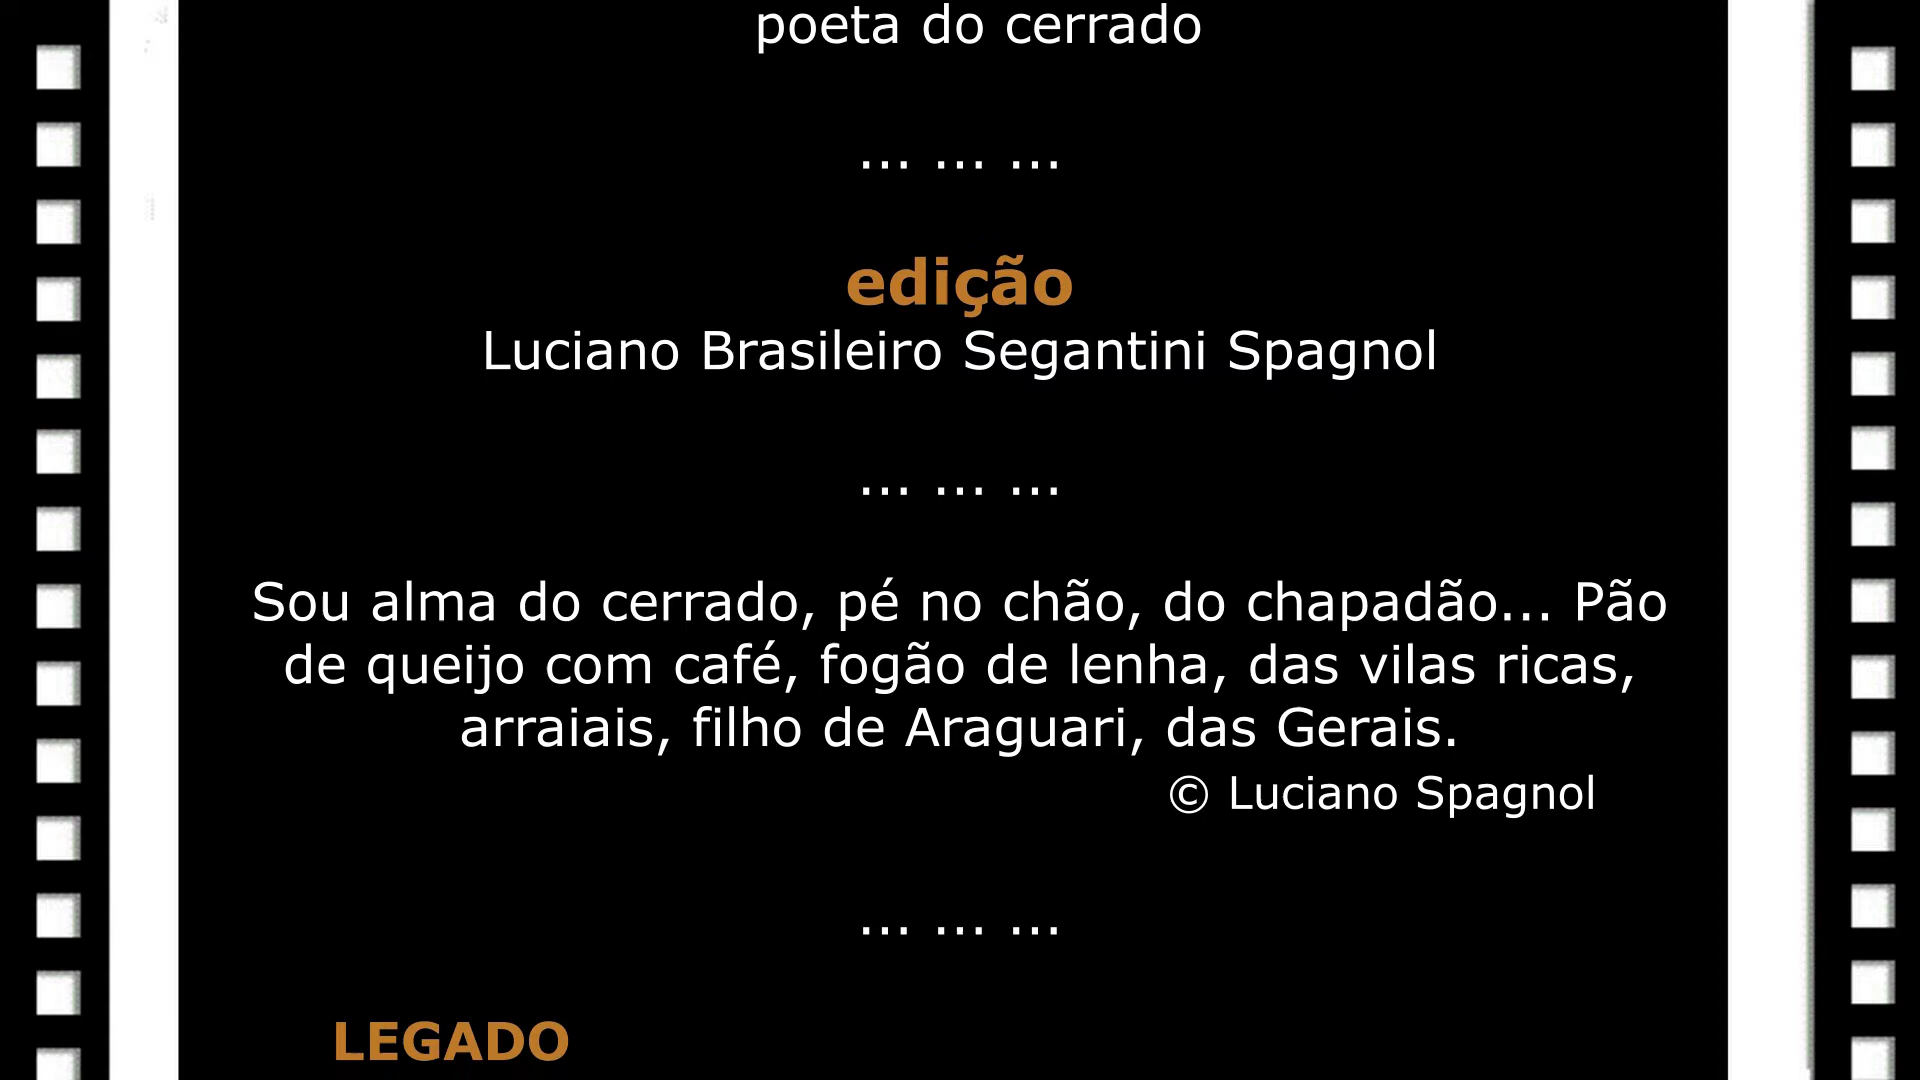 poeta do cerrado
... ... ...
edição
Luciano Brasileiro Segantini Spagnol
... ... ...
Sou alma do cerrado, pé no chão, do chapadão... Pão
de queijo com café, fogão de lenha, das vilas ricas,
arraiais, filho de Araguari, das Gerais.
© Luciano Spagnol
... ... ...
LEGADO